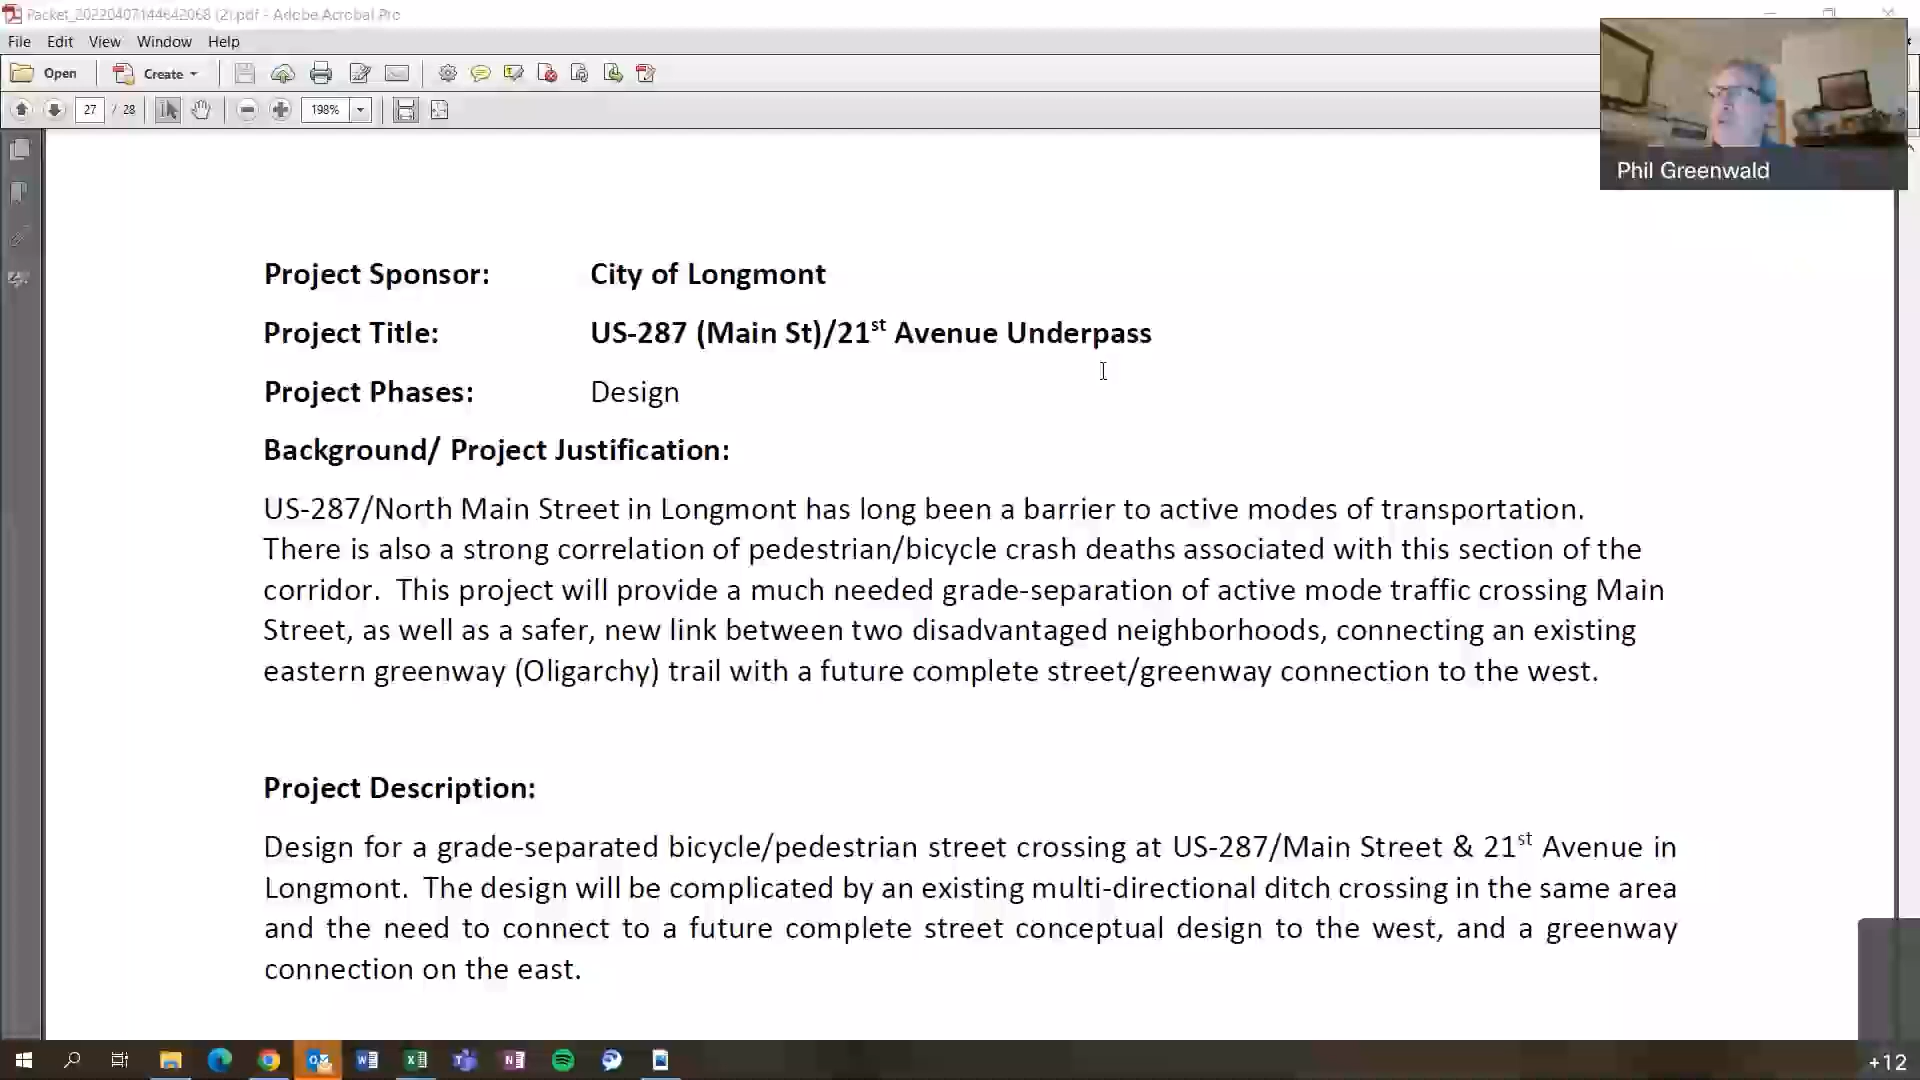 Packet_20220407144642068 (2).pdf - Adobe Acrobat Pro
File Edit View Window Help
Open Create
27 / 28 198%
Phil Greenwald
Project Sponsor: City of Longmont
Project Title: US-287 (Main St)/21st Avenue Underpass
Project Phases: Design
Background/ Project Justification:
US-287/North Main Street in Longmont has long been a barrier to active modes of transportation.
There is also a strong correlation of pedestrian/bicycle crash deaths associated with this section of the
corridor. This project will provide a much needed grade-separation of active mode traffic crossing Main
Street, as well as a safer, new link between two disadvantaged neighborhoods, connecting an existing
eastern greenway (Oligarchy) trail with a future complete street/greenway connection to the west.
Project Description:
Design for a grade-separated bicycle/pedestrian street crossing at US-287/Main Street & 21st Avenue in
Longmont. The design will be complicated by an existing multi-directional ditch crossing in the same area
and the need to connect to a future complete street conceptual design to the west, and a greenway
connection on the east.
+12